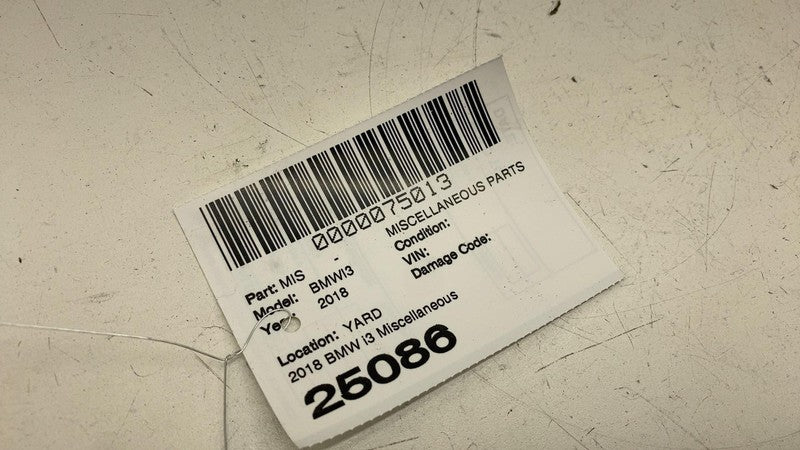 0000075013
Part: MIS - MISCELLANEOUS PARTS
Model: BMWI3 Condition:
Year: 2018 VIN:
Damage Code:
Location: YARD
2018 BMW i3 Miscellaneous
25086